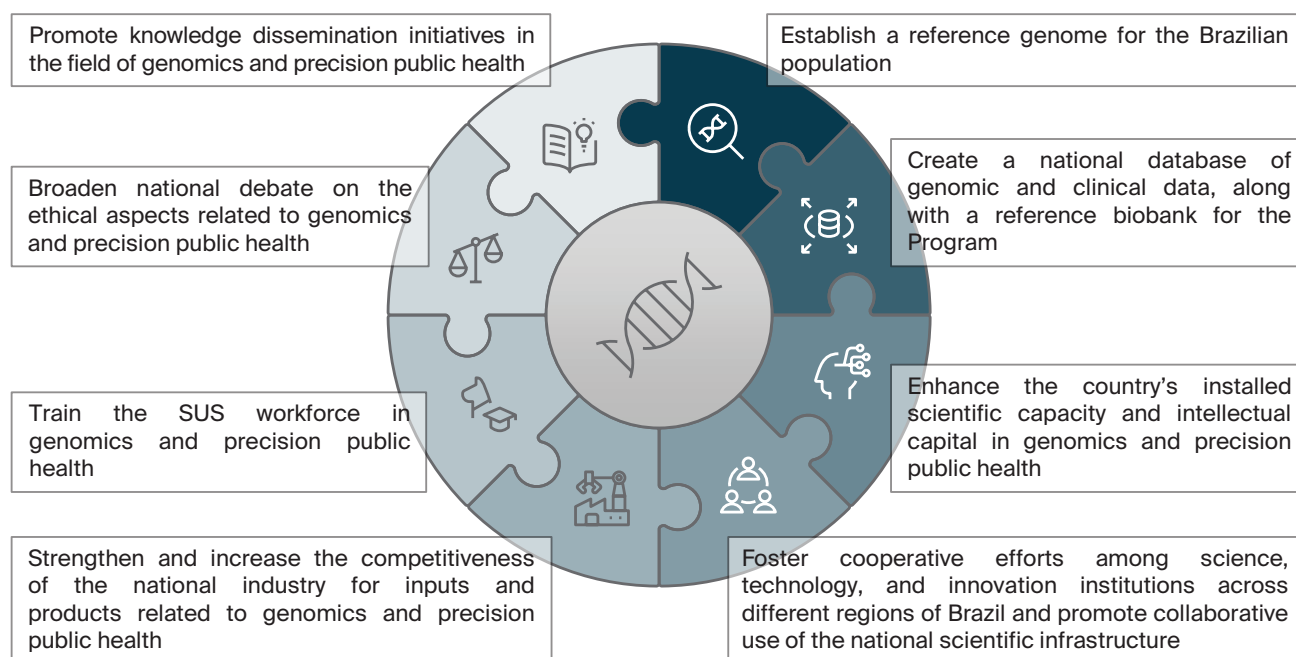 Promote knowledge dissemination initiatives in
the field of genomics and precision public health
Establish a reference genome for the Brazilian
population
Broaden national debate on the
ethical aspects related to genomics
and precision public health
Create a national database of
genomic and clinical data, along
with a reference biobank for the
Program
Train the SUS workforce in
genomics and precision public
health
Enhance the country's installed
scientific capacity and intellectual
capital in genomics and precision
public health
Strengthen and increase the competitiveness
of the national industry for inputs and
products related to genomics and precision
public health
Foster cooperative efforts among science,
technology, and innovation institutions across
different regions of Brazil and promote collaborative
use of the national scientific infrastructure